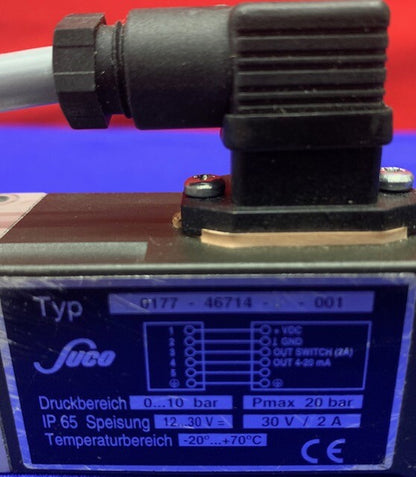 Typ 0177 - 46714 - - 001
1 + VDC
2 ⊥ GND
3 OUT SWITCH (2A)
4 OUT 4-20 mA
5
Suco
Druckbereich 0...10 bar Pmax 20 bar
IP 65 Speisung 12..30 V = 30 V / 2 A
Temperaturbereich -20°...+70°C
CE